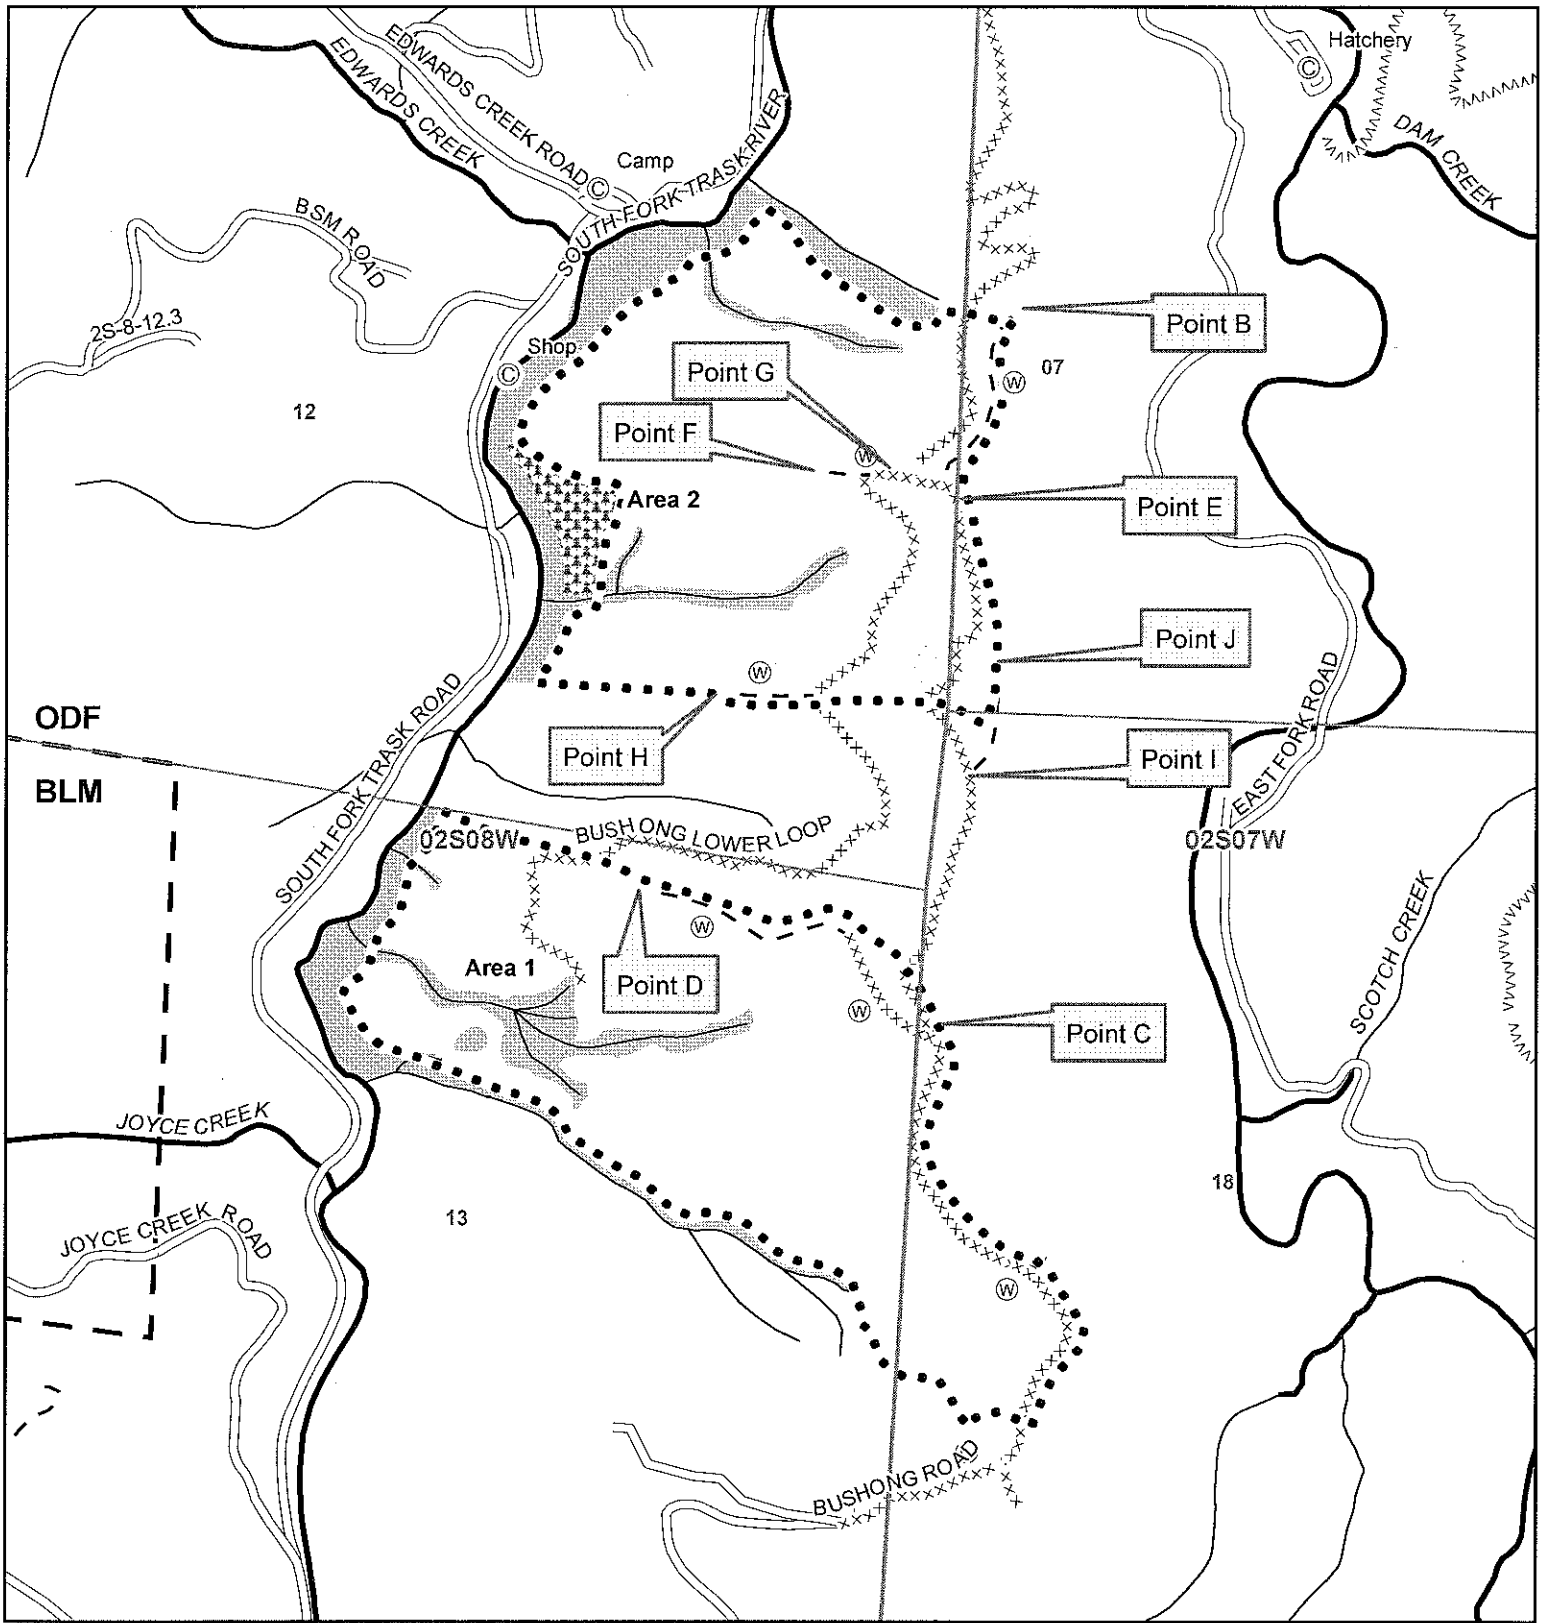 Hatchery
EDWARDS CREEK ROAD
EDWARDS CREEK
Camp
SOUTH FORK TRASK RIVER
DAM CREEK
BSM ROAD
2S-8-12.3
Shop
12
Point B
07
Point G
Point F
Area 2
Point E
Point J
ODF
BLM
SOUTH FORK TRASK ROAD
Point H
Point I
EAST FORK ROAD
02S08W
BUSHONG LOWER LOOP
02S07W
Area 1
Point D
Point C
SCOTCH CREEK
JOYCE CREEK
JOYCE CREEK ROAD
13
18
BUSHONG ROAD
C
C
C
W
W
W
W
W
W